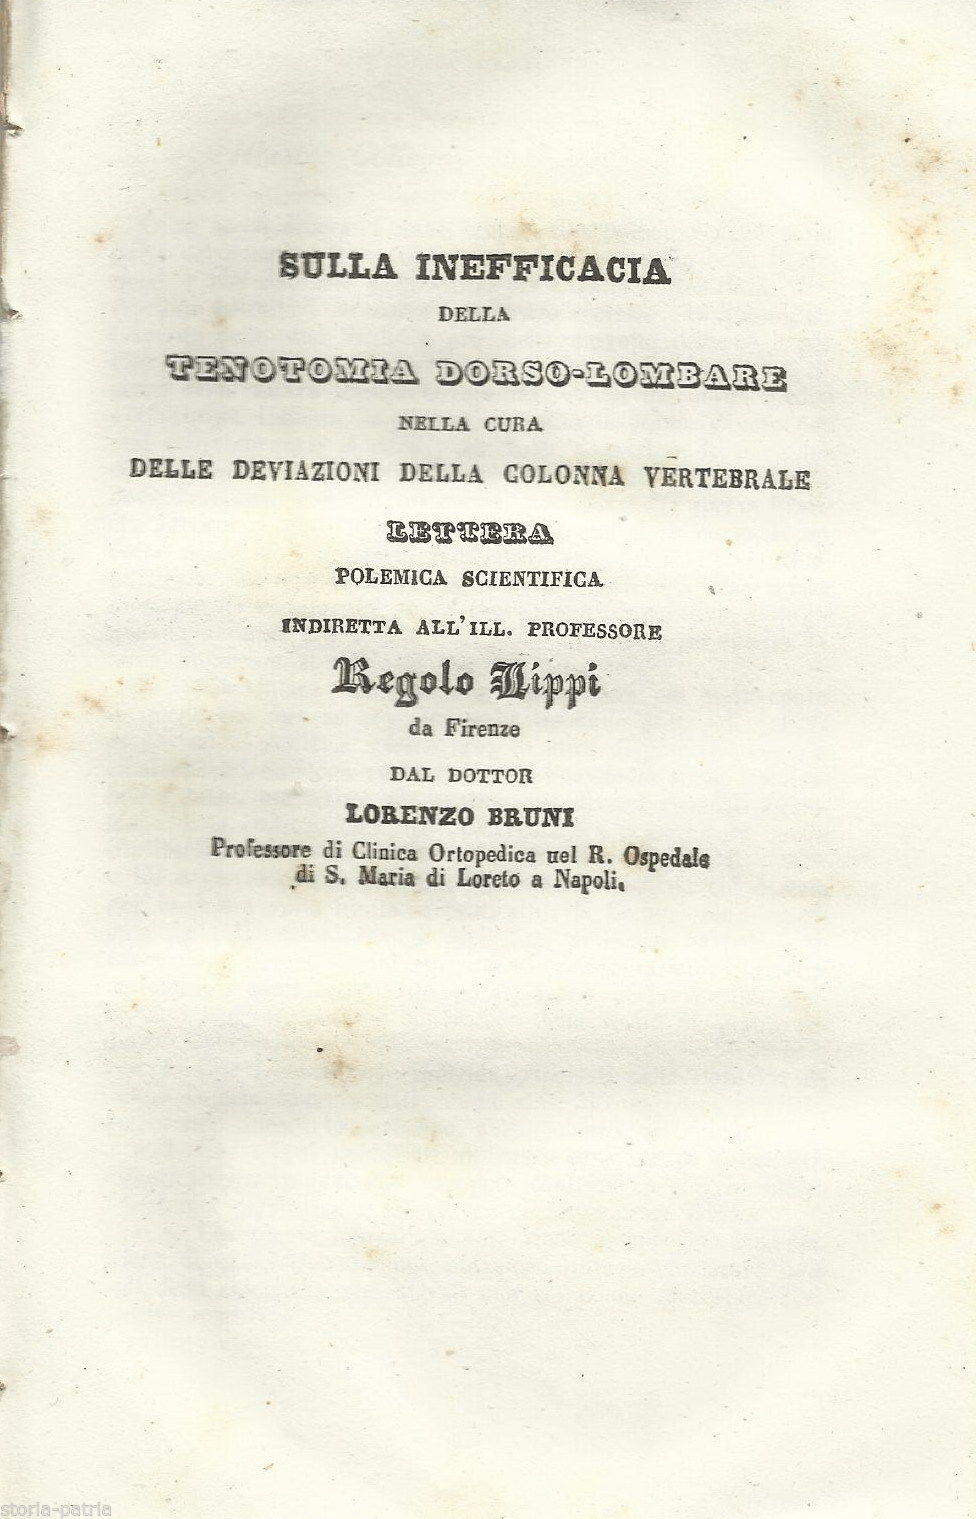 SULLA INEFFICACIA
DELLA
TENOTOMIA DORSO-LOMBARE
NELLA CURA
DELLE DEVIAZIONI DELLA COLONNA VERTEBRALE
LETTERA
POLEMICA SCIENTIFICA
INDIRETTA ALL'ILL. PROFESSORE
Regolo Lippi
da Firenze
DAL DOTTOR
LORENZO BRUNI
Professore di Clinica Ortopedica nel R. Ospedale
di S. Maria di Loreto a Napoli.
storia-patria